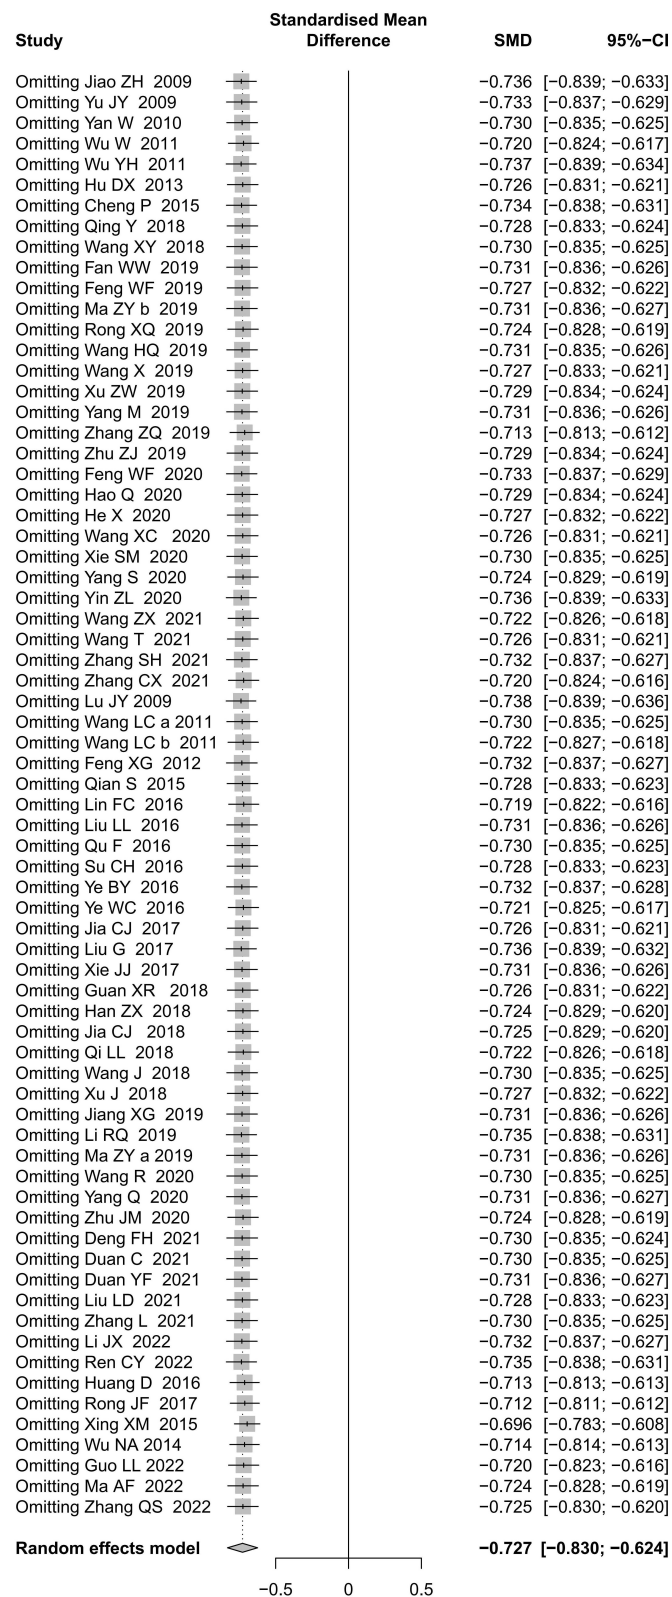 Standardised Mean
Study Difference SMD 95%−CI
Omitting Jiao ZH 2009 −0.736 [−0.839; −0.633]
Omitting Yu JY 2009 −0.733 [−0.837; −0.629]
Omitting Yan W 2010 −0.730 [−0.835; −0.625]
Omitting Wu W 2011 −0.720 [−0.824; −0.617]
Omitting Wu YH 2011 −0.737 [−0.839; −0.634]
Omitting Hu DX 2013 −0.726 [−0.831; −0.621]
Omitting Cheng P 2015 −0.734 [−0.838; −0.631]
Omitting Qing Y 2018 −0.728 [−0.833; −0.624]
Omitting Wang XY 2018 −0.730 [−0.835; −0.625]
Omitting Fan WW 2019 −0.731 [−0.836; −0.626]
Omitting Feng WF 2019 −0.727 [−0.832; −0.622]
Omitting Ma ZY b 2019 −0.731 [−0.836; −0.627]
Omitting Rong XQ 2019 −0.724 [−0.828; −0.619]
Omitting Wang HQ 2019 −0.731 [−0.835; −0.626]
Omitting Wang X 2019 −0.727 [−0.833; −0.621]
Omitting Xu ZW 2019 −0.729 [−0.834; −0.624]
Omitting Yang M 2019 −0.731 [−0.836; −0.626]
Omitting Zhang ZQ 2019 −0.713 [−0.813; −0.612]
Omitting Zhu ZJ 2019 −0.729 [−0.834; −0.624]
Omitting Feng WF 2020 −0.733 [−0.837; −0.629]
Omitting Hao Q 2020 −0.729 [−0.834; −0.624]
Omitting He X 2020 −0.727 [−0.832; −0.622]
Omitting Wang XC 2020 −0.726 [−0.831; −0.621]
Omitting Xie SM 2020 −0.730 [−0.835; −0.625]
Omitting Yang S 2020 −0.724 [−0.829; −0.619]
Omitting Yin ZL 2020 −0.736 [−0.839; −0.633]
Omitting Wang ZX 2021 −0.722 [−0.826; −0.618]
Omitting Wang T 2021 −0.726 [−0.831; −0.621]
Omitting Zhang SH 2021 −0.732 [−0.837; −0.627]
Omitting Zhang CX 2021 −0.720 [−0.824; −0.616]
Omitting Lu JY 2009 −0.738 [−0.839; −0.636]
Omitting Wang LC a 2011 −0.730 [−0.835; −0.625]
Omitting Wang LC b 2011 −0.722 [−0.827; −0.618]
Omitting Feng XG 2012 −0.732 [−0.837; −0.627]
Omitting Qian S 2015 −0.728 [−0.833; −0.623]
Omitting Lin FC 2016 −0.719 [−0.822; −0.616]
Omitting Liu LL 2016 −0.731 [−0.836; −0.626]
Omitting Qu F 2016 −0.730 [−0.835; −0.625]
Omitting Su CH 2016 −0.728 [−0.833; −0.623]
Omitting Ye BY 2016 −0.732 [−0.837; −0.628]
Omitting Ye WC 2016 −0.721 [−0.825; −0.617]
Omitting Jia CJ 2017 −0.726 [−0.831; −0.621]
Omitting Liu G 2017 −0.736 [−0.839; −0.632]
Omitting Xie JJ 2017 −0.731 [−0.836; −0.626]
Omitting Guan XR 2018 −0.726 [−0.831; −0.622]
Omitting Han ZX 2018 −0.724 [−0.829; −0.620]
Omitting Jia CJ 2018 −0.725 [−0.829; −0.620]
Omitting Qi LL 2018 −0.722 [−0.826; −0.618]
Omitting Wang J 2018 −0.730 [−0.835; −0.625]
Omitting Xu J 2018 −0.727 [−0.832; −0.622]
Omitting Jiang XG 2019 −0.731 [−0.836; −0.626]
Omitting Li RQ 2019 −0.735 [−0.838; −0.631]
Omitting Ma ZY a 2019 −0.731 [−0.836; −0.626]
Omitting Wang R 2020 −0.730 [−0.835; −0.625]
Omitting Yang Q 2020 −0.731 [−0.836; −0.627]
Omitting Zhu JM 2020 −0.724 [−0.828; −0.619]
Omitting Deng FH 2021 −0.730 [−0.835; −0.624]
Omitting Duan C 2021 −0.730 [−0.835; −0.625]
Omitting Duan YF 2021 −0.731 [−0.836; −0.627]
Omitting Liu LD 2021 −0.728 [−0.833; −0.623]
Omitting Zhang L 2021 −0.730 [−0.835; −0.625]
Omitting Li JX 2022 −0.732 [−0.837; −0.627]
Omitting Ren CY 2022 −0.735 [−0.838; −0.631]
Omitting Huang D 2016 −0.713 [−0.813; −0.613]
Omitting Rong JF 2017 −0.712 [−0.811; −0.612]
Omitting Xing XM 2015 −0.696 [−0.783; −0.608]
Omitting Wu NA 2014 −0.714 [−0.814; −0.613]
Omitting Guo LL 2022 −0.720 [−0.823; −0.616]
Omitting Ma AF 2022 −0.724 [−0.828; −0.619]
Omitting Zhang QS 2022 −0.725 [−0.830; −0.620]
Random effects model −0.727 [−0.830; −0.624]
−0.5 0 0.5